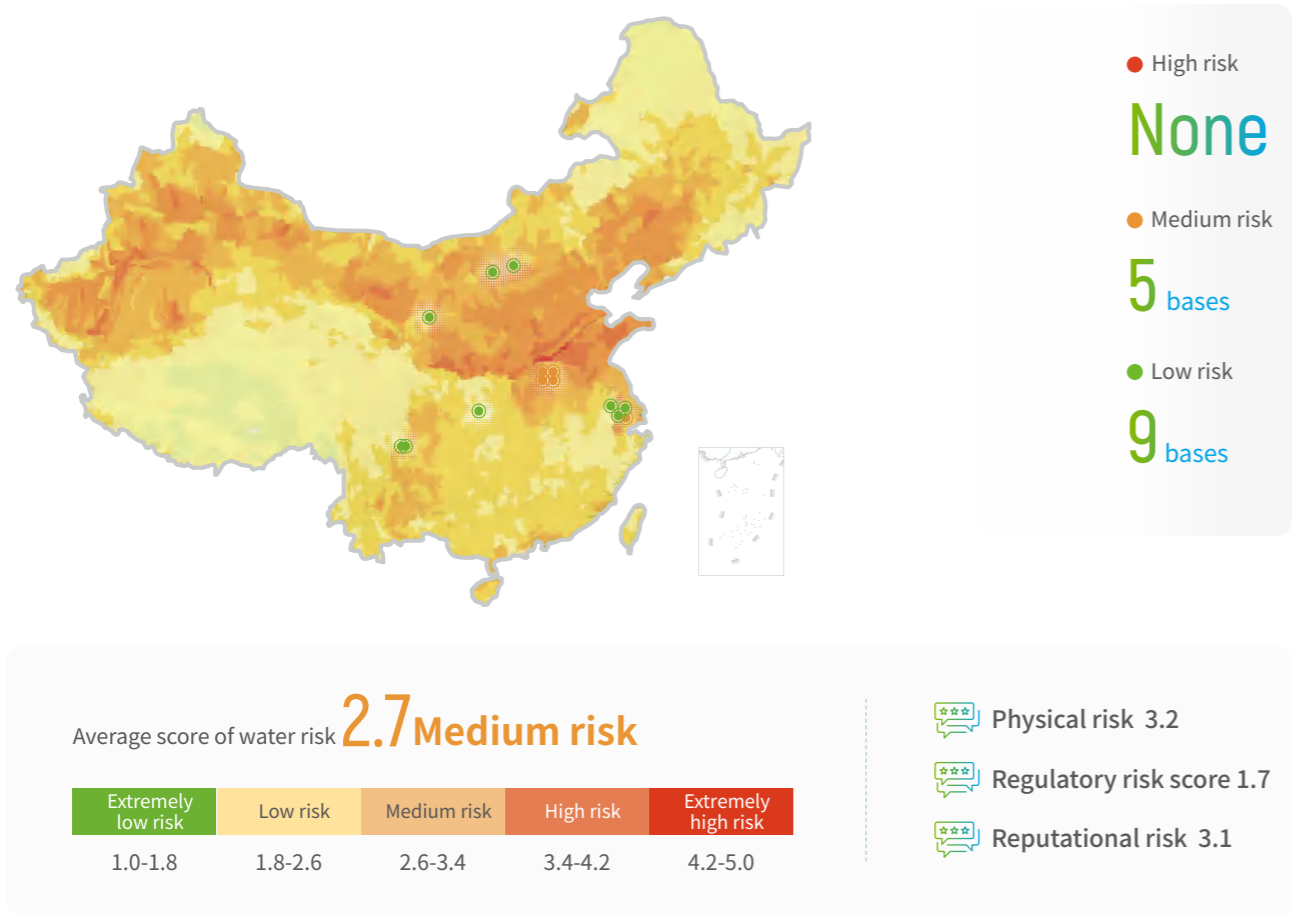 High risk
None
Medium risk
5 bases
Low risk
9 bases
Average score of water risk 2.7 Medium risk
Extremely low risk
Low risk
Medium risk
High risk
Extremely high risk
1.0-1.8
1.8-2.6
2.6-3.4
3.4-4.2
4.2-5.0
Physical risk 3.2
Regulatory risk score 1.7
Reputational risk 3.1